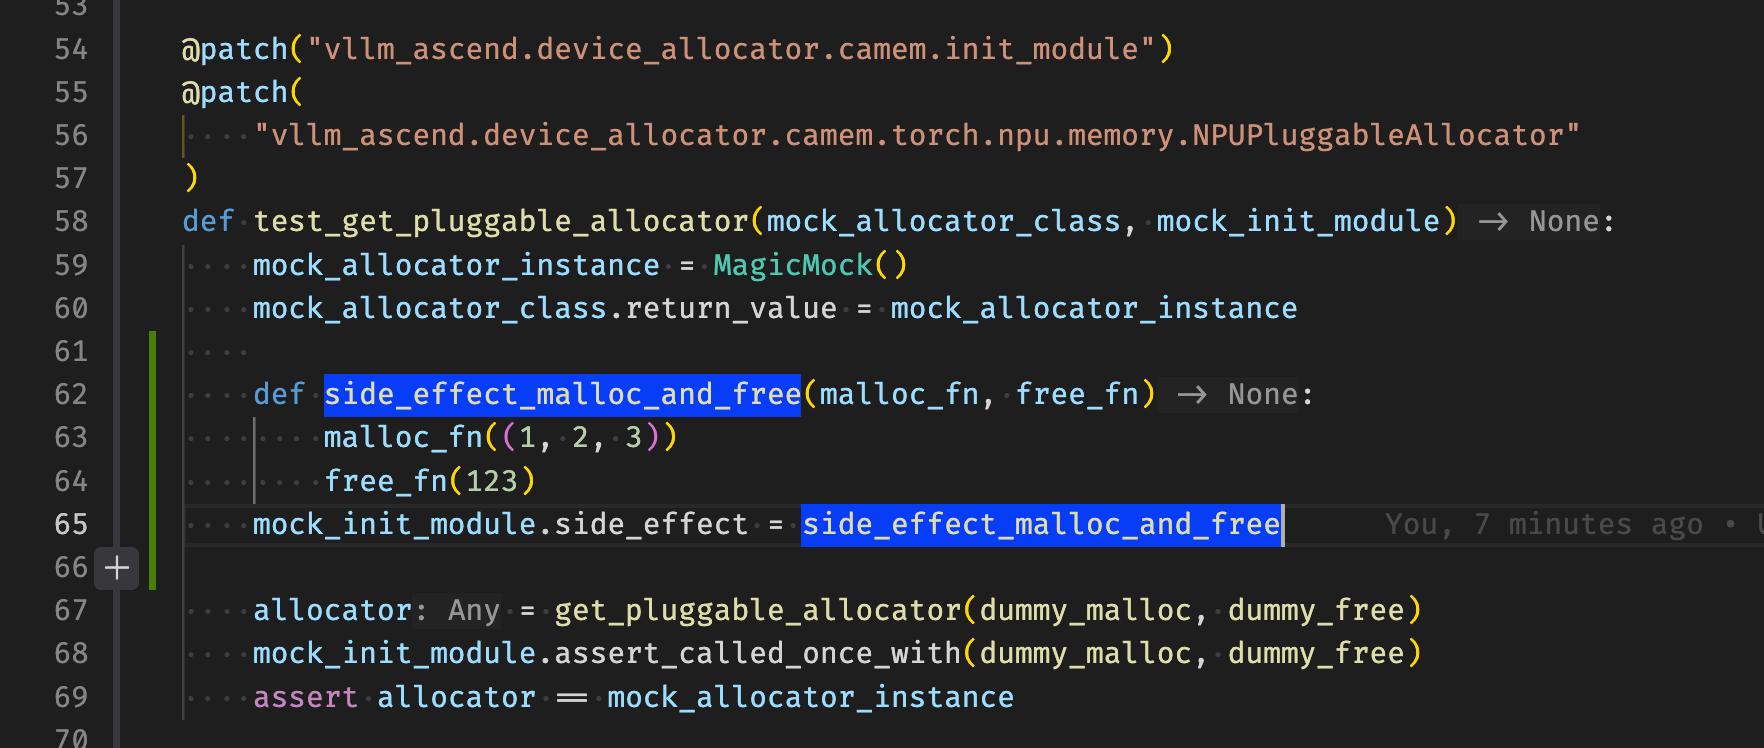 53
54 @patch("vllm_ascend.device_allocator.camem.init_module")
55 @patch(
56     "vllm_ascend.device_allocator.camem.torch.npu.memory.NPUPluggableAllocator"
57 )
58 def test_get_pluggable_allocator(mock_allocator_class, mock_init_module) → None:
59     mock_allocator_instance = MagicMock()
60     mock_allocator_class.return_value = mock_allocator_instance
61
62     def side_effect_malloc_and_free(malloc_fn, free_fn) → None:
63         malloc_fn((1, 2, 3))
64         free_fn(123)
65     mock_init_module.side_effect = side_effect_malloc_and_free    You, 7 minutes ago •
66 +
67     allocator: Any = get_pluggable_allocator(dummy_malloc, dummy_free)
68     mock_init_module.assert_called_once_with(dummy_malloc, dummy_free)
69     assert allocator == mock_allocator_instance
70